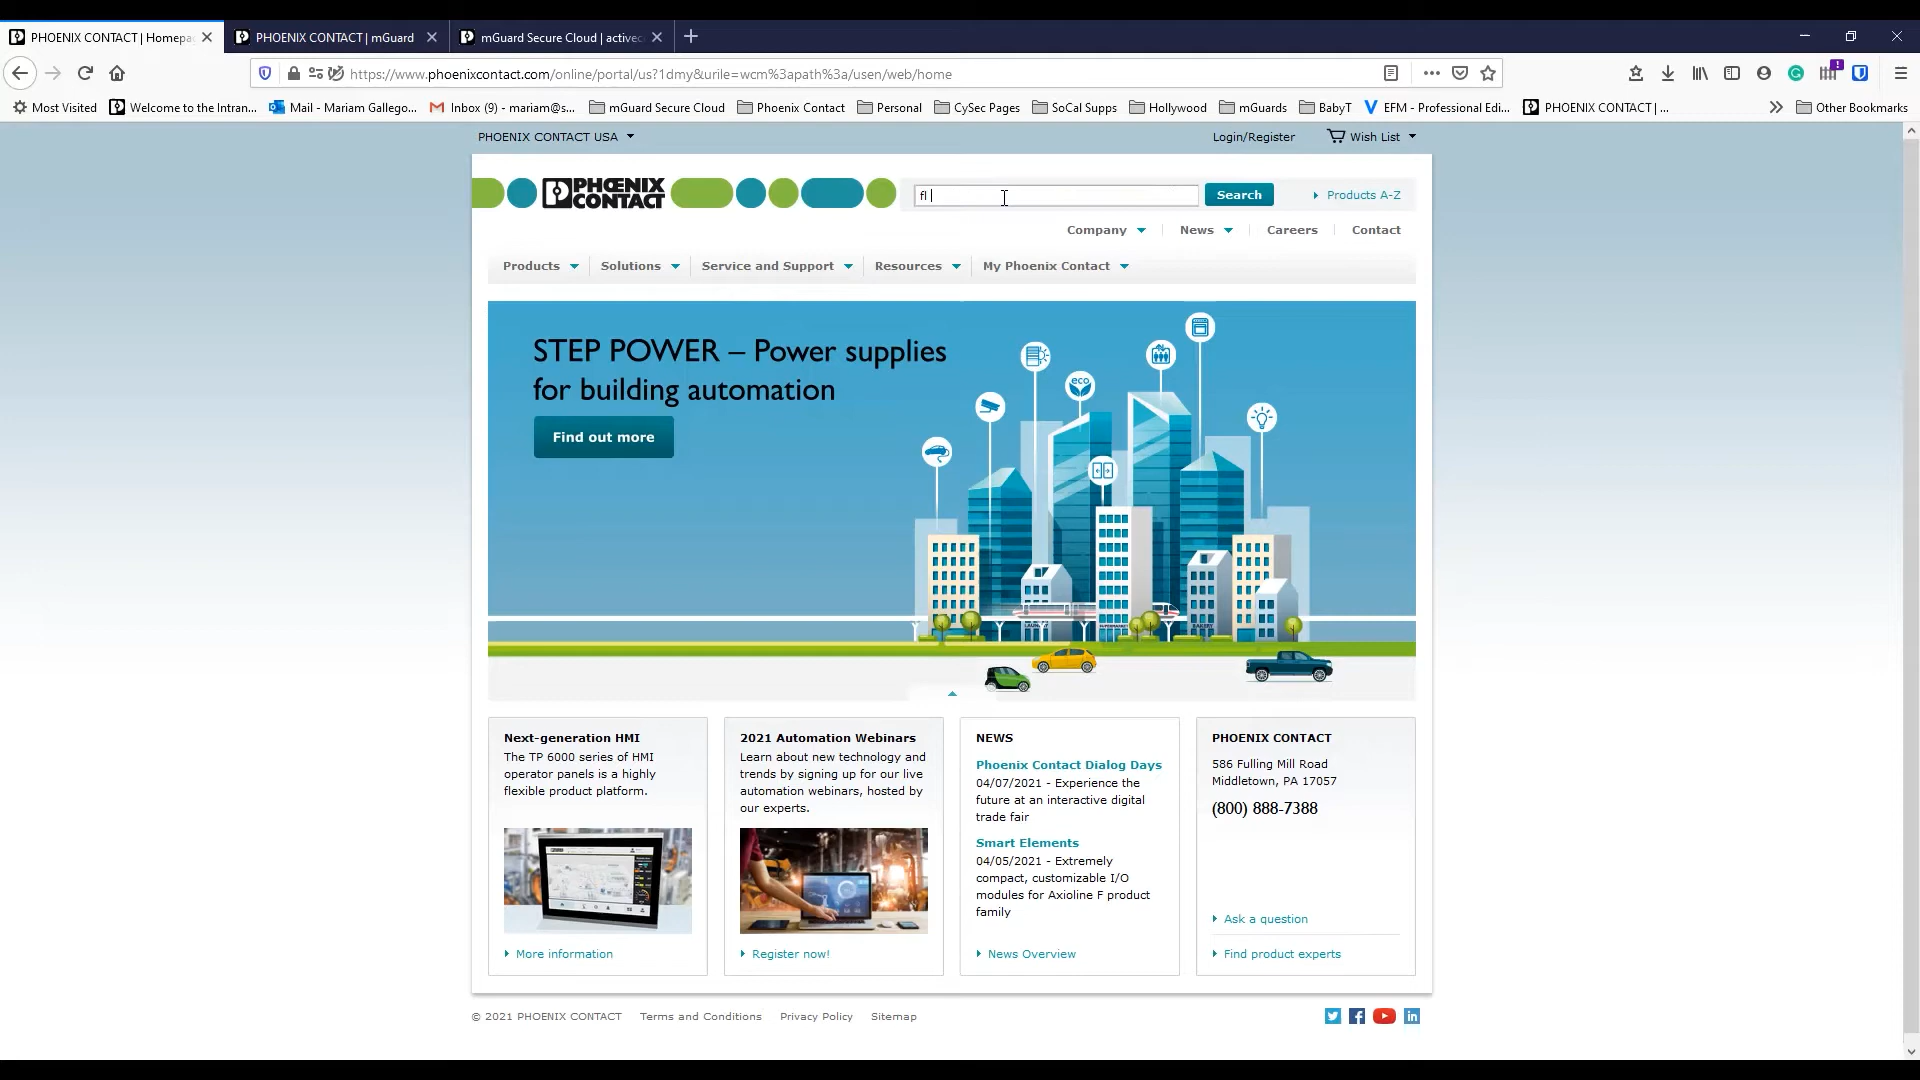 PHOENIX CONTACT | Homepa
PHOENIX CONTACT | mGuard
mGuard Secure Cloud | activec
https://www.phoenixcontact.com/online/portal/us?1dmy&urile=wcm%3apath%3a/usen/web/home
Most Visited Welcome to the Intran... Mail - Mariam Gallego... Inbox (9) - mariam@s... mGuard Secure Cloud Phoenix Contact Personal CySec Pages SoCal Supps Hollywood mGuards BabyT EFM - Professional Edi... PHOENIX CONTACT | ... Other Bookmarks
PHOENIX CONTACT USA Login/Register Wish List
PHOENIX
CONTACT
fl Search Products A-Z
Company News Careers Contact
Products Solutions Service and Support Resources My Phoenix Contact
STEP POWER – Power supplies
for building automation
Find out more
eco
LAUNDRY SUPERMARKET BAKERY
Next-generation HMI
The TP 6000 series of HMI
operator panels is a highly
flexible product platform.
More information
2021 Automation Webinars
Learn about new technology and
trends by signing up for our live
automation webinars, hosted by
our experts.
Register now!
NEWS
Phoenix Contact Dialog Days
04/07/2021 - Experience the
future at an interactive digital
trade fair
Smart Elements
04/05/2021 - Extremely
compact, customizable I/O
modules for Axioline F product
family
News Overview
PHOENIX CONTACT
586 Fulling Mill Road
Middletown, PA 17057
(800) 888-7388
Ask a question
Find product experts
© 2021 PHOENIX CONTACT Terms and Conditions Privacy Policy Sitemap